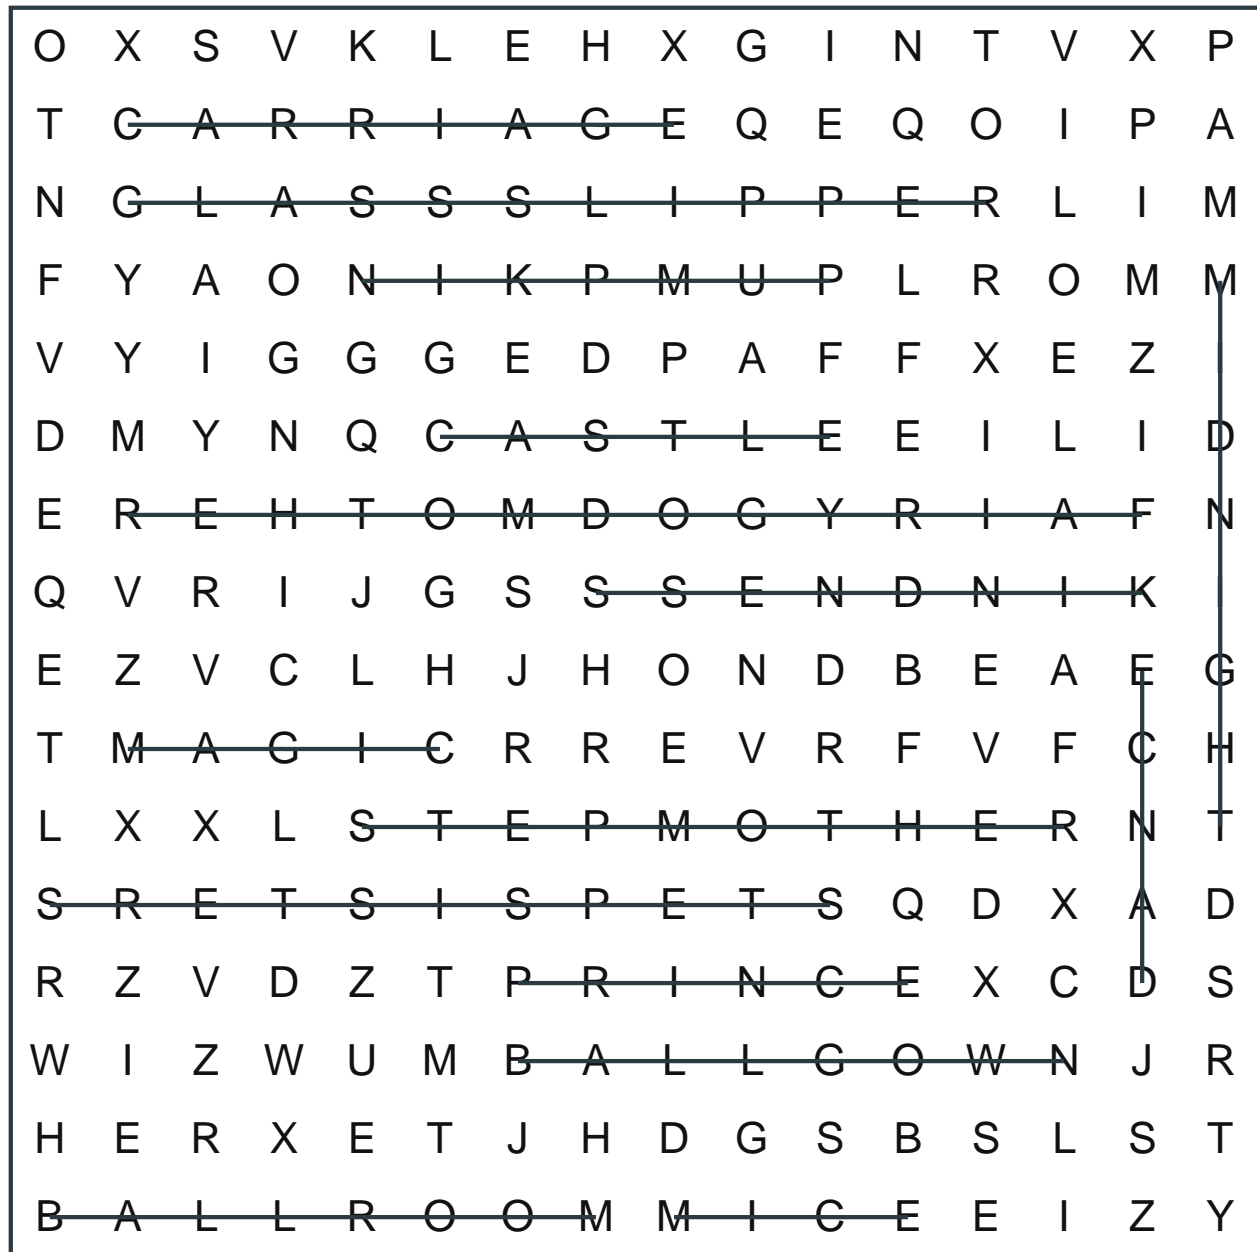 O X S V K L E H X G I N T V X P
T C A R R I A G E Q E Q O I P A
N G L A S S S L I P P E R L I M
F Y A O N I K P M U P L R O M M
V Y I G G G E D P A F F X E Z I
D M Y N Q C A S T L E E I L I D
E R E H T O M D O G Y R I A F N
Q V R I J G S S S E N D N I K I
E Z V C L H J H O N D B E A E G
T M A G I C R R E V R F V F C H
L X X L S T E P M O T H E R N T
S R E T S I S P E T S Q D X A D
R Z V D Z T P R I N C E X C D S
W I Z W U M B A L L G O W N J R
H E R X E T J H D G S B S L S T
B A L L R O O M M I C E E I Z Y